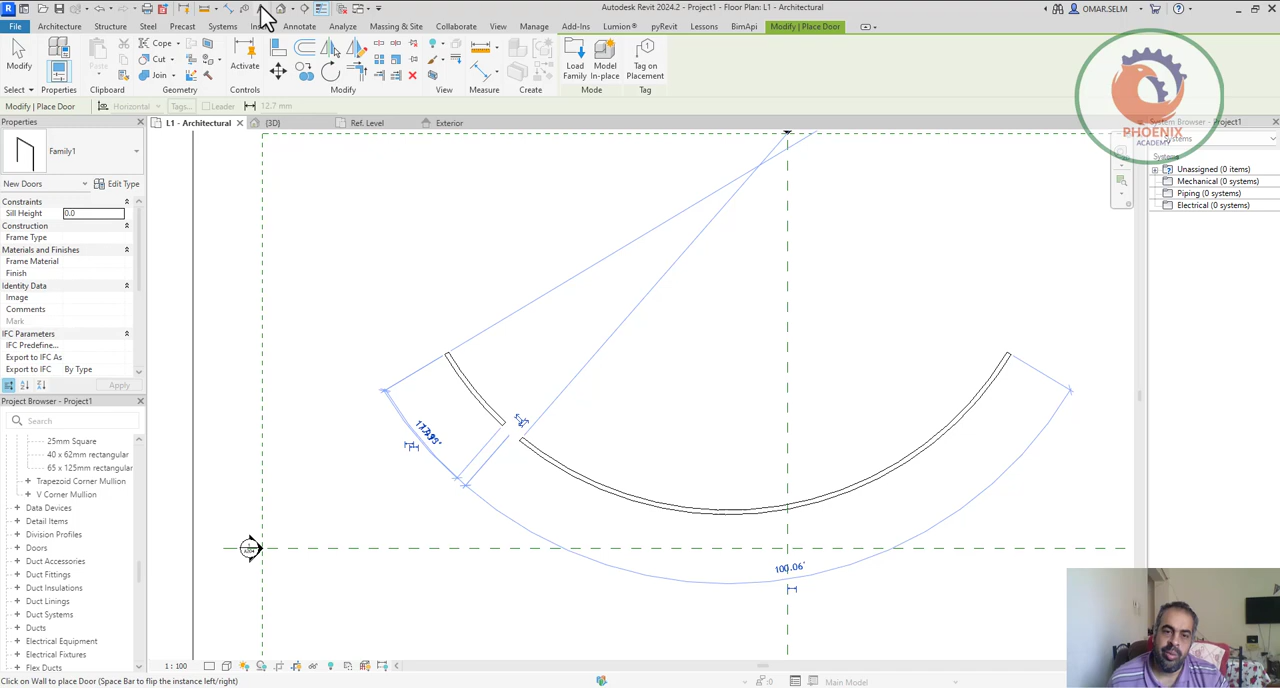 Autodesk Revit 2024.2 - Project1 - Floor Plan: L1 - Architectural
OMAR.SELM
File
Architecture
Structure
Steel
Precast
Systems
Annotate
Analyze
Massing & Site
Collaborate
View
Manage
Add-Ins
Lumion®
pyRevit
Lessons
Row
BimApi
Modify | Place Door
Modify
Select
Properties
Paste
Clipboard
Cope
Cut
Join
Geometry
Activate
Controls
Modify
View
Measure
Create
Load Family
Model In-place
Mode
Tag on Placement
Tag
Modify | Place Door
Horizontal
Tags...
Leader
12.7 mm
Properties
L1 - Architectural
{3D}
Ref. Level
Exterior
System Browser - Project1
PHOENIX
ACADEMY
Systems
Systems
Unassigned (0 items)
Mechanical (0 systems)
Piping (0 systems)
Electrical (0 systems)
Family1
New Doors
Edit Type
Constraints
Sill Height
0.0
Construction
Frame Type
Materials and Finishes
Frame Material
Finish
Identity Data
Image
Comments
Mark
IFC Parameters
IFC Predefine...
Export to IFC As
Export to IFC
By Type
Apply
Project Browser - Project1
Search
25mm Square
40 x 62mm rectangular
65 x 125mm rectangular
Trapezoid Corner Mullion
V Corner Mullion
Data Devices
Detail Items
Division Profiles
Doors
Duct Accessories
Duct Fittings
Duct Insulations
Duct Linings
Duct Systems
Ducts
Electrical Equipment
Electrical Fixtures
Flex Ducts
100.06°
1 : 100
Click on Wall to place Door (Space Bar to flip the instance left/right)
:0
Main Model